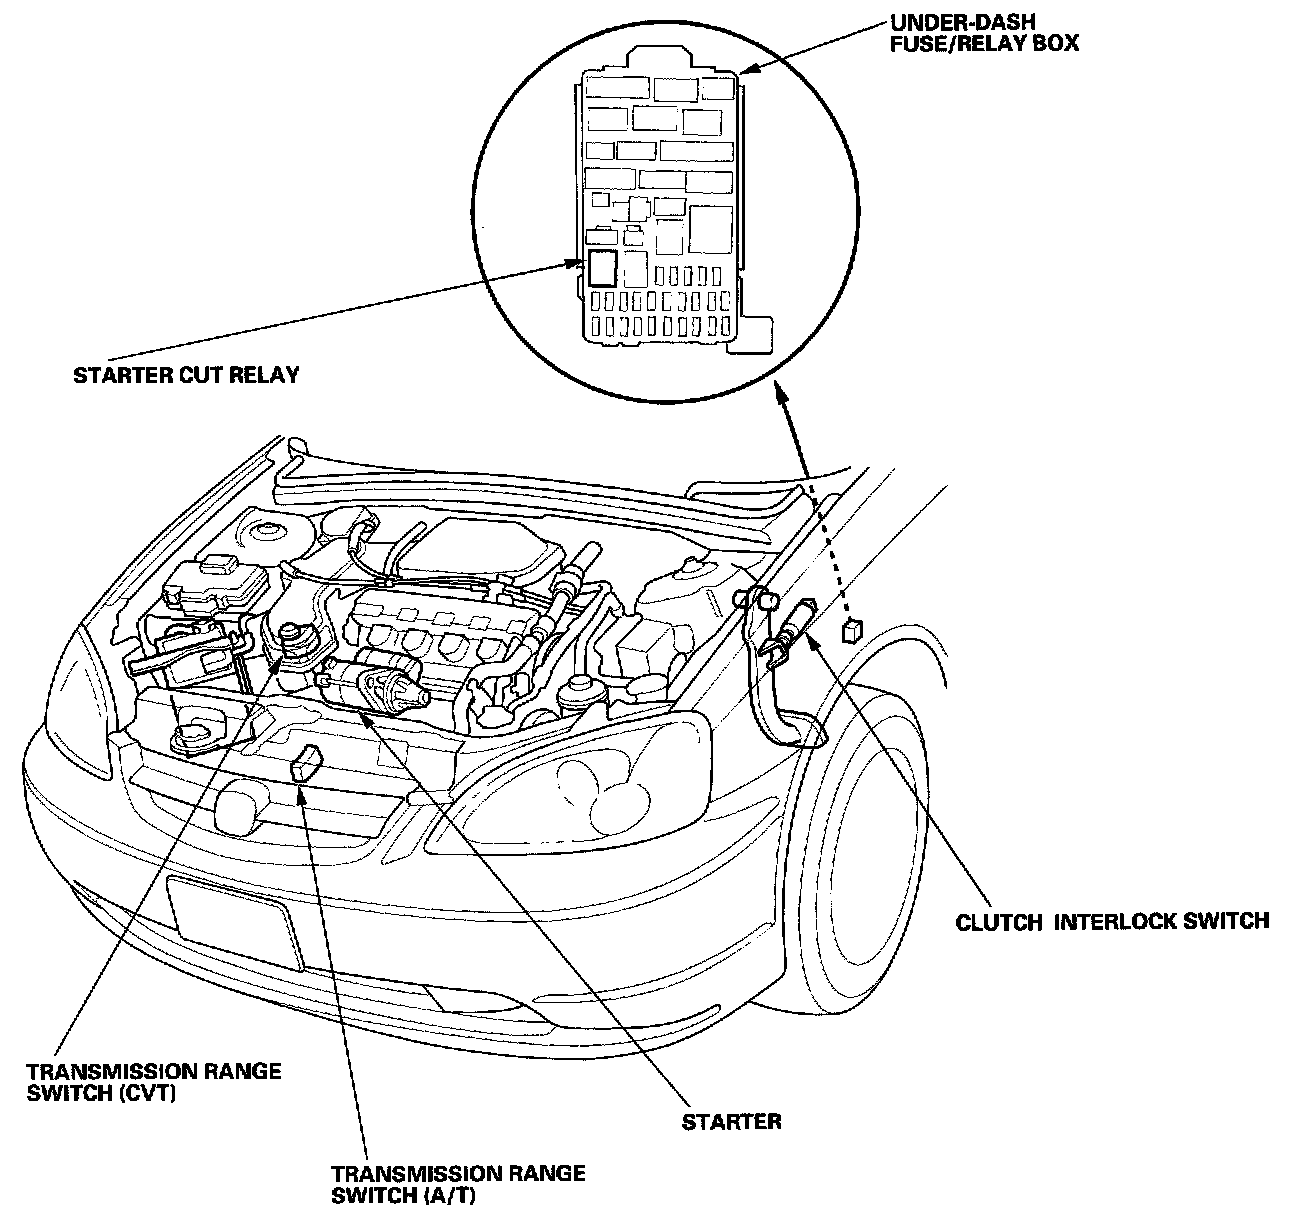 UNDER-DASH
FUSE/RELAY BOX
STARTER CUT RELAY
CLUTCH INTERLOCK SWITCH
TRANSMISSION RANGE
SWITCH (CVT)
STARTER
TRANSMISSION RANGE
SWITCH (A/T)